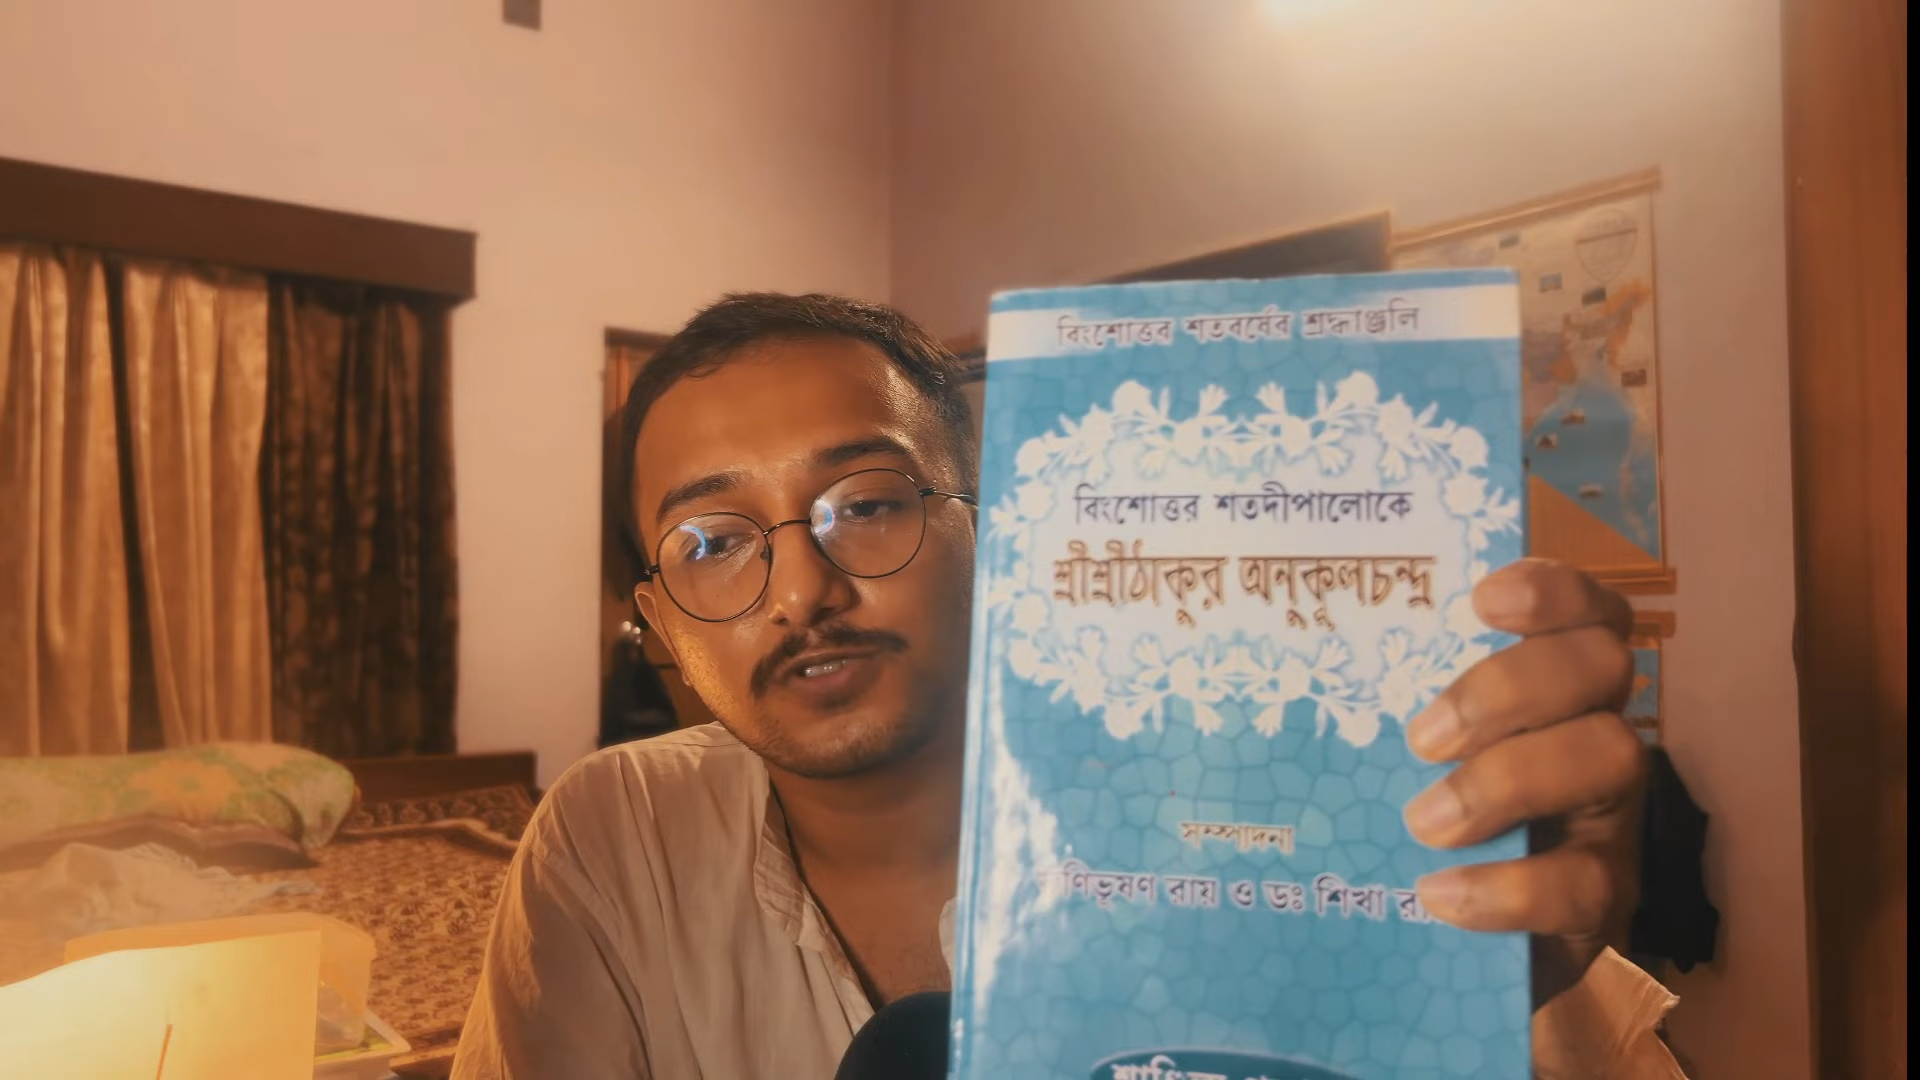 বিংশোত্তর শতবর্ষের শ্রদ্ধাঞ্জলি
বিংশোত্তর শতদীপালোকে
শ্রীশ্রীঠাকুর অনুকূলচন্দ্র
সম্পাদনা
রায় ও ডঃ শিখা